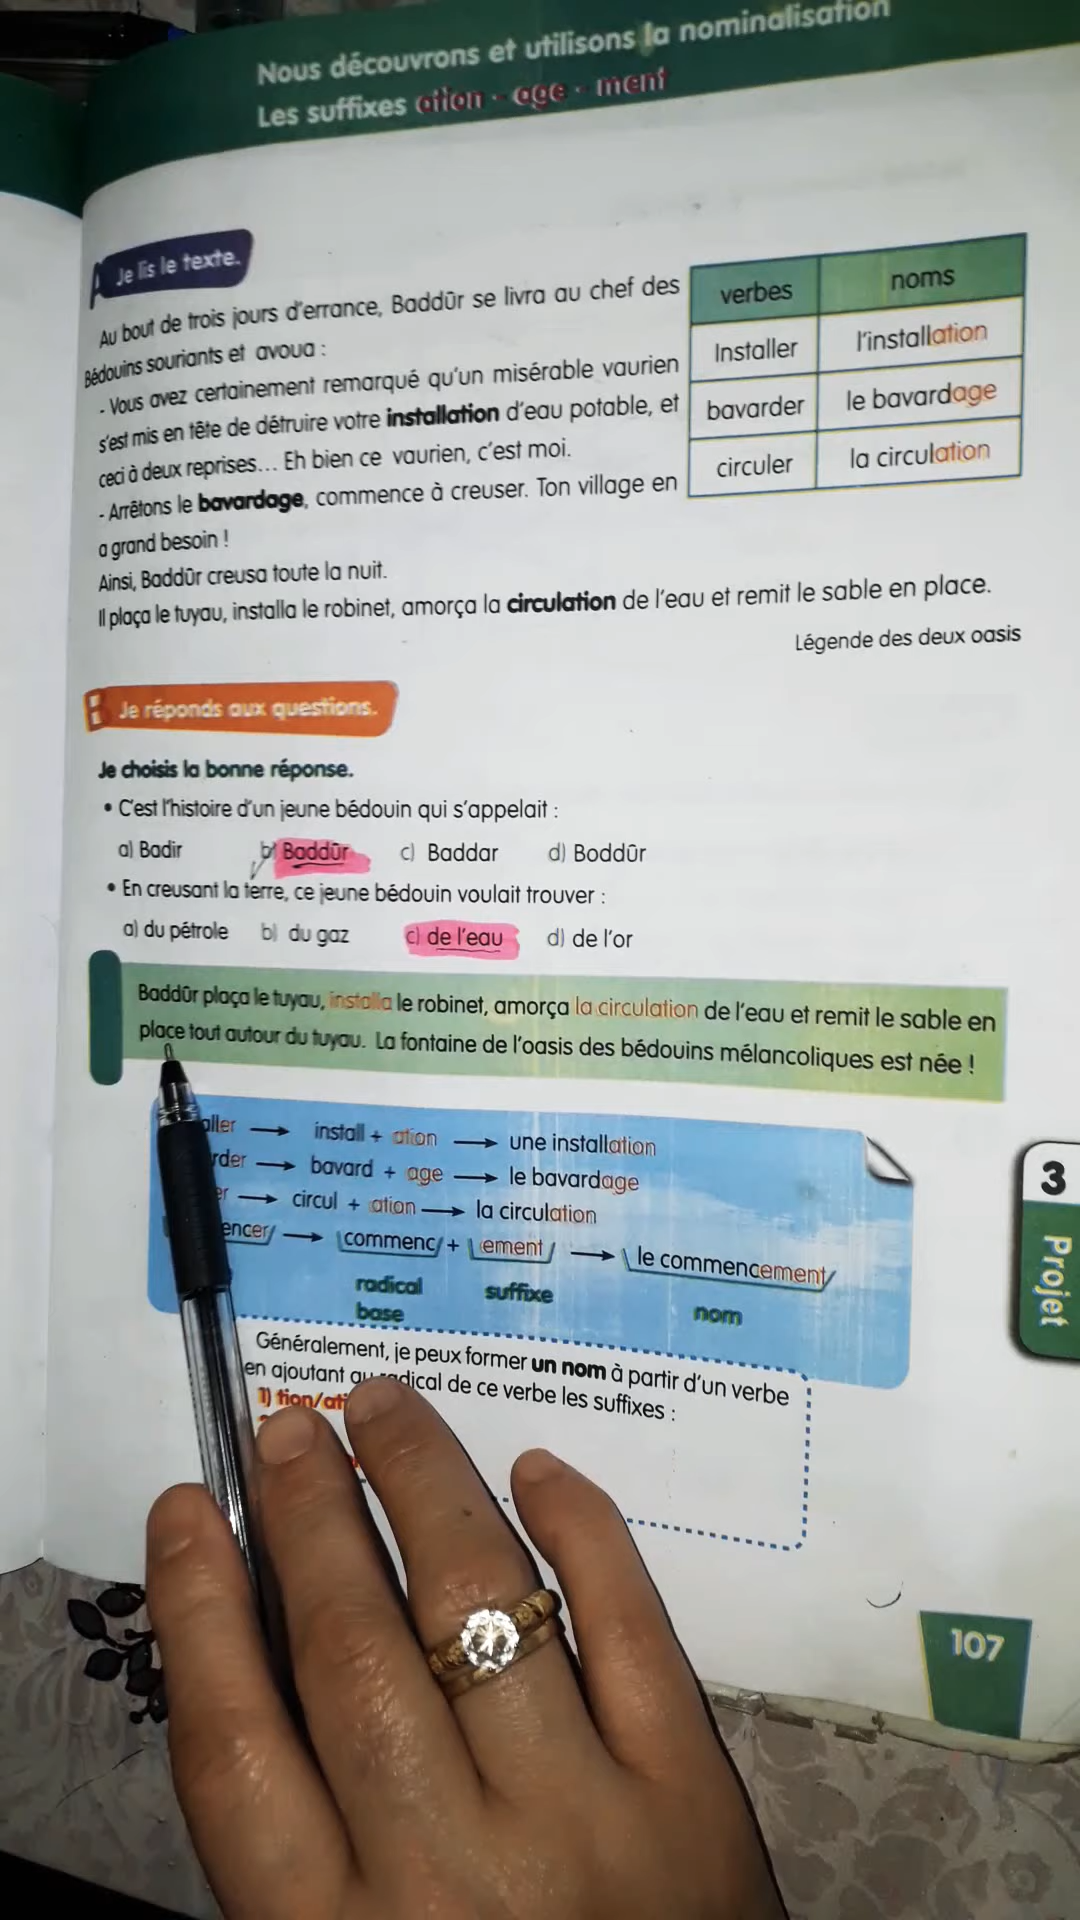 Nous découvrons et utilisons la nominalisation
Les suffixes ation - age - ment
Je lis le texte.
Au bout de trois jours d'errance, Baddûr se livra au chef des
Bédouins souriants et avoua :
- Vous avez certainement remarqué qu'un misérable vaurien
s'est mis en tête de détruire votre installation d'eau potable, et
ceci à deux reprises... Eh bien ce vaurien, c'est moi.
- Arrêtons le bavardage, commence à creuser. Ton village en
a grand besoin !
Ainsi, Baddûr creusa toute la nuit.
Il plaça le tuyau, installa le robinet, amorça la circulation de l'eau et remit le sable en place.
Légende des deux oasis
verbes noms
Installer l'installation
bavarder le bavardage
circuler la circulation
Je réponds aux questions.
Je choisis la bonne réponse.
• C'est l'histoire d'un jeune bédouin qui s'appelait :
a) Badir b) Baddûr c) Baddar d) Boddûr
• En creusant la terre, ce jeune bédouin voulait trouver :
a) du pétrole b) du gaz c) de l'eau d) de l'or
Baddûr plaça le tuyau, installa le robinet, amorça la circulation de l'eau et remit le sable en
place tout autour du tuyau. La fontaine de l'oasis des bédouins mélancoliques est née !
aller → install + ation → une installation
rder → bavard + age → le bavardage
er → circul + ation → la circulation
encer → commenc + ement → le commencement
radical suffixe nom
base
Généralement, je peux former un nom à partir d'un verbe
en ajoutant au radical de ce verbe les suffixes :
1) tion/ati
3
Projet
107